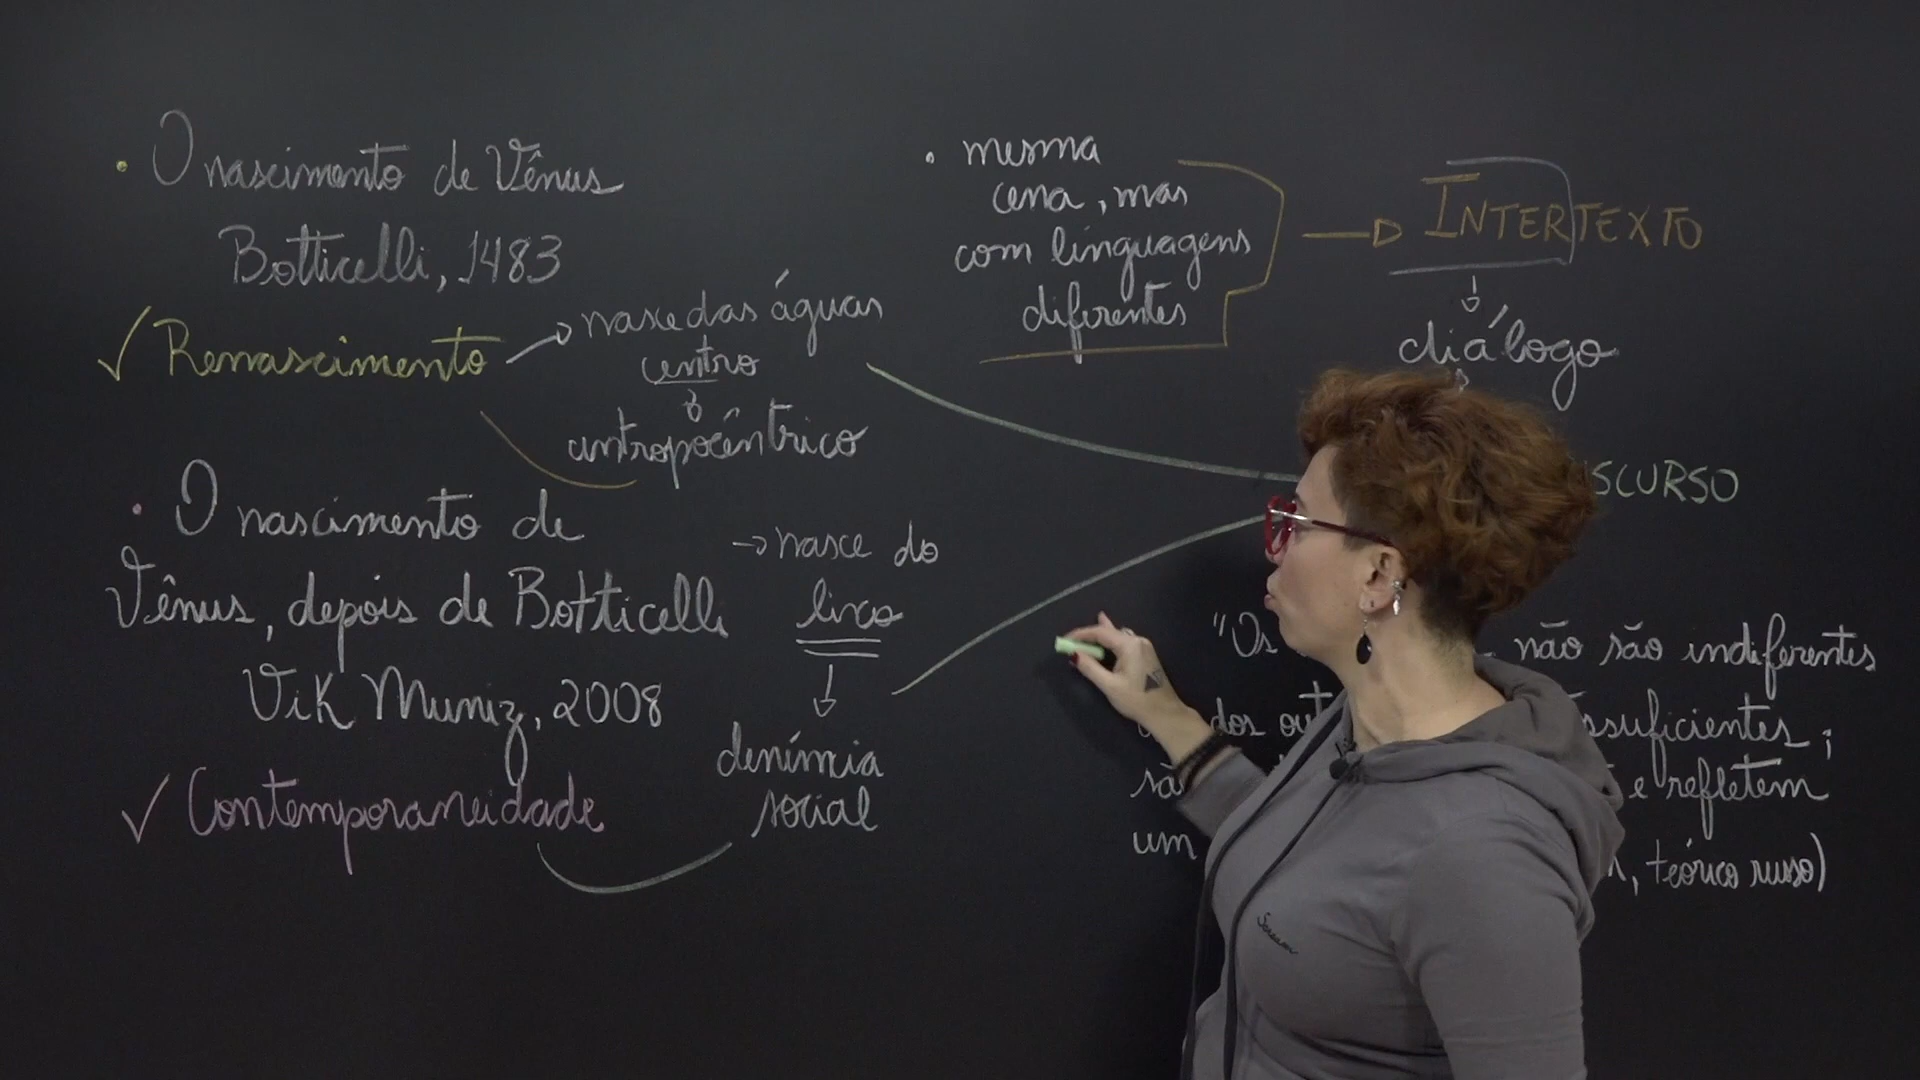 • O nascimento de Vênus
Botticelli, 1483
✓ Renascimento → nasce das águas
centro
↓
antropocêntrico
• O nascimento de
Vênus, depois de Botticelli
Vik Muniz, 2008
✓ Contemporaneidade
→ nasce do
lixo
↓
denúncia
social
• mesma
cena, mas
com linguagens
diferentes
→ INTERTEXTO
↓
diálogo
SCURSO
"Os não são indiferentes
dos out ssuficientes;
são e refletem
um
, teórico russo)